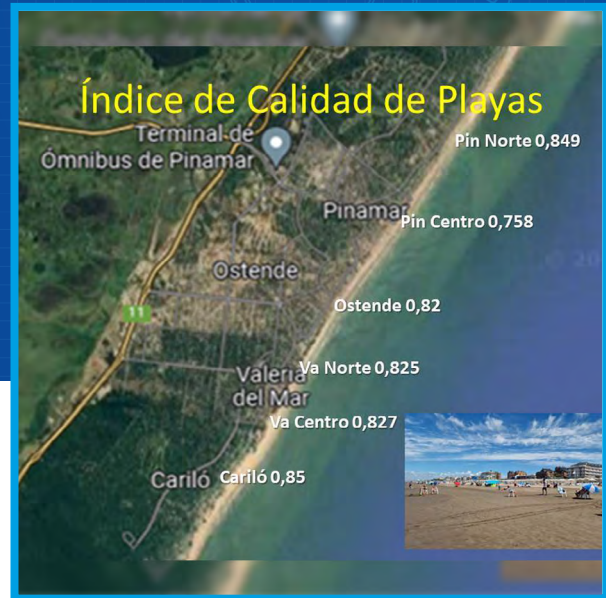 Índice de Calidad de Playas
Terminal de
Ómnibus de Pinamar
Pin Norte 0,849
Pinamar
Pin Centro 0,758
Ostende
Ostende 0,82
11
Valeria
del Mar
Va Norte 0,825
Va Centro 0,827
Cariló
Cariló 0,85